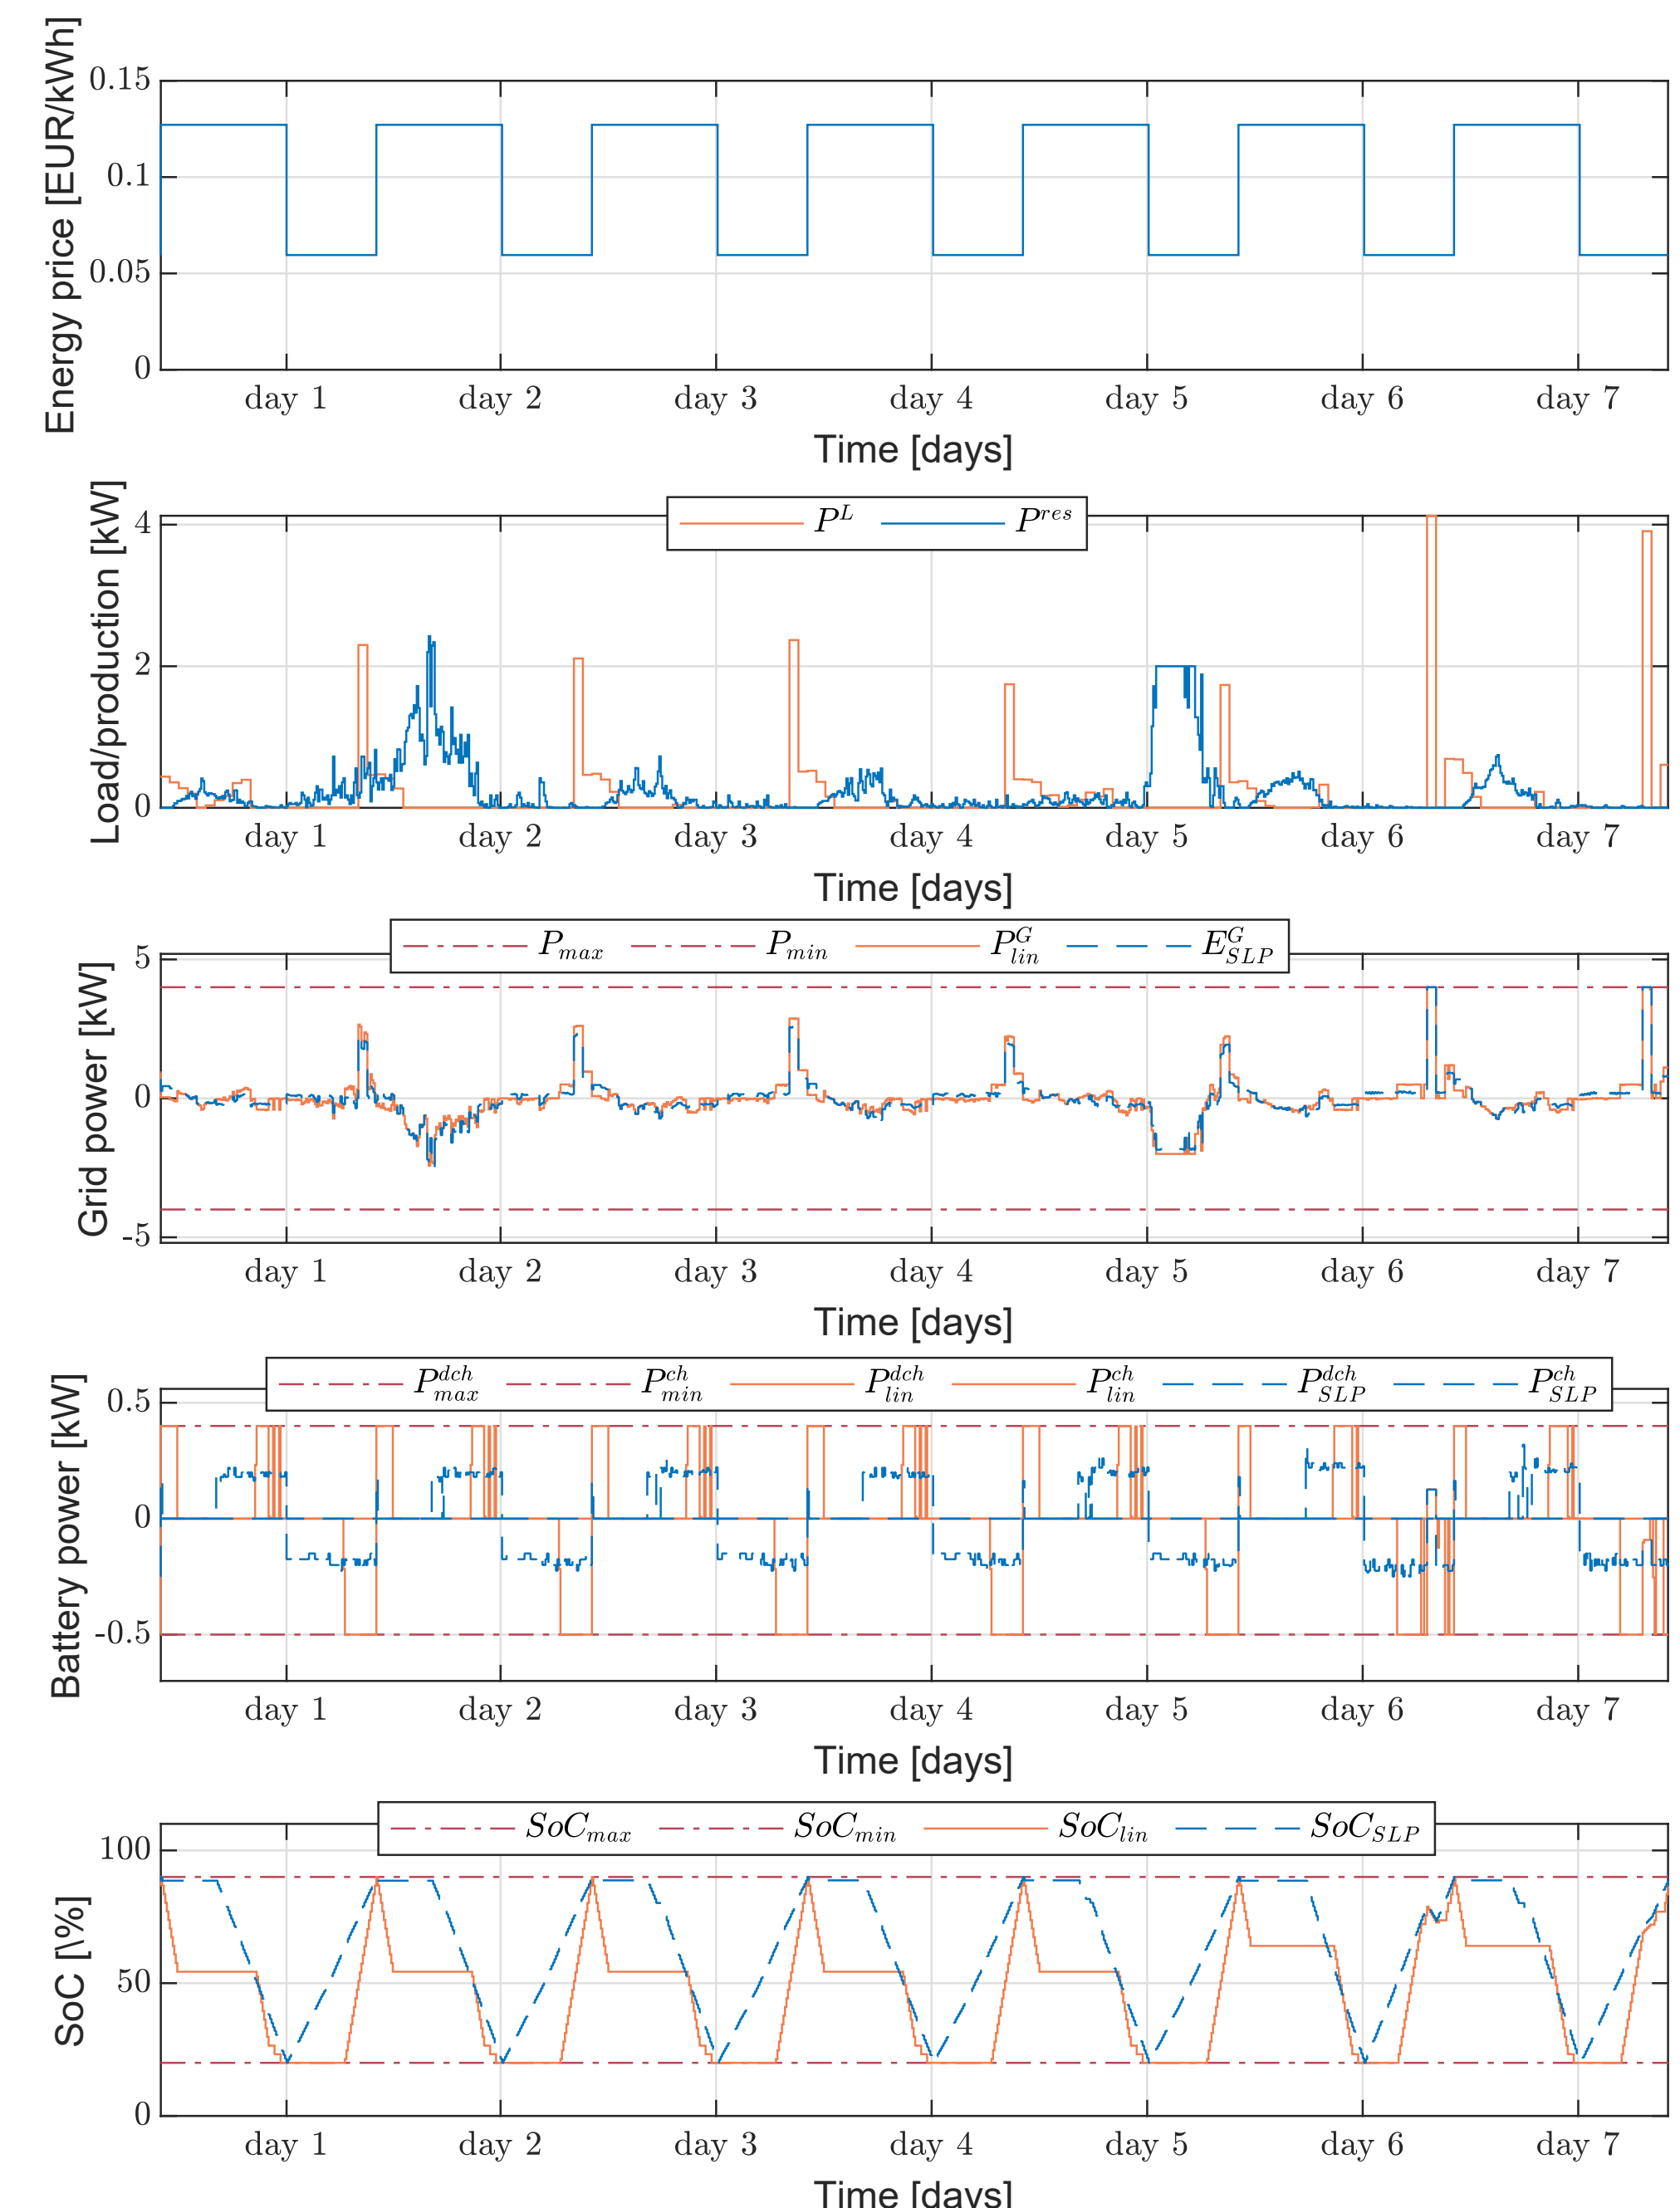 Energy price [EUR/kWh]
0.15
0.1
0.05
0
day 1 day 2 day 3 day 4 day 5 day 6 day 7
Time [days]
Load/production [kW]
P^L P^res
4
2
0
day 1 day 2 day 3 day 4 day 5 day 6 day 7
Time [days]
Grid power [kW]
P_max P_min P^G_lin E^G_SLP
5
0
-5
day 1 day 2 day 3 day 4 day 5 day 6 day 7
Time [days]
Battery power [kW]
P^dch_max P^ch_min P^dch_lin P^ch_lin P^dch_SLP P^ch_SLP
0.5
0
-0.5
day 1 day 2 day 3 day 4 day 5 day 6 day 7
Time [days]
SoC [\%]
SoC_max SoC_min SoC_lin SoC_SLP
100
50
0
day 1 day 2 day 3 day 4 day 5 day 6 day 7
Time [days]